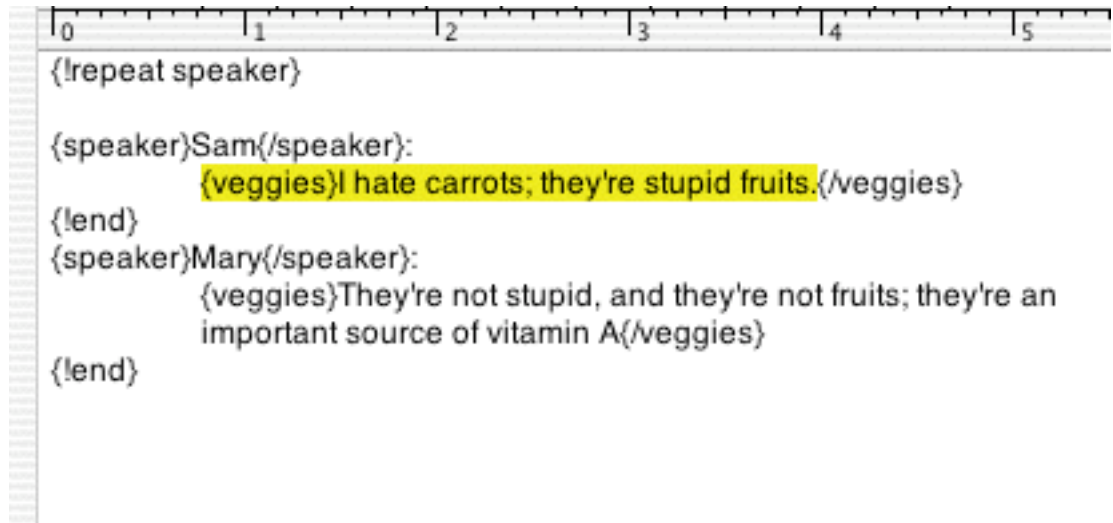 0 1 2 3 4 5
{!repeat speaker}
{speaker}Sam{/speaker}:
{veggies}I hate carrots; they're stupid fruits.{/veggies}
{!end}
{speaker}Mary{/speaker}:
{veggies}They're not stupid, and they're not fruits; they're an
important source of vitamin A{/veggies}
{!end}